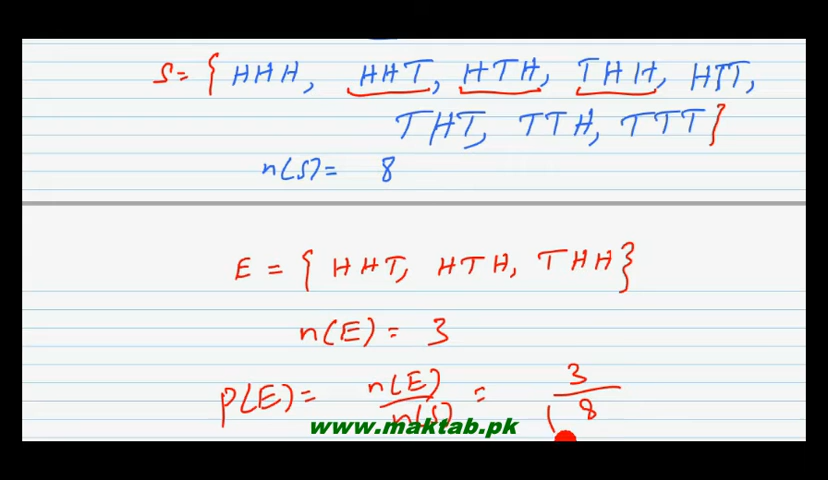 S= { HHH, HHT, HTH, THH, HTT,
THT, TTH, TTT }
n(S)= 8
E = { HHT, HTH, THH }
n(E) = 3
P(E) = n(E)/n(S) = 3/8
www.maktab.pk